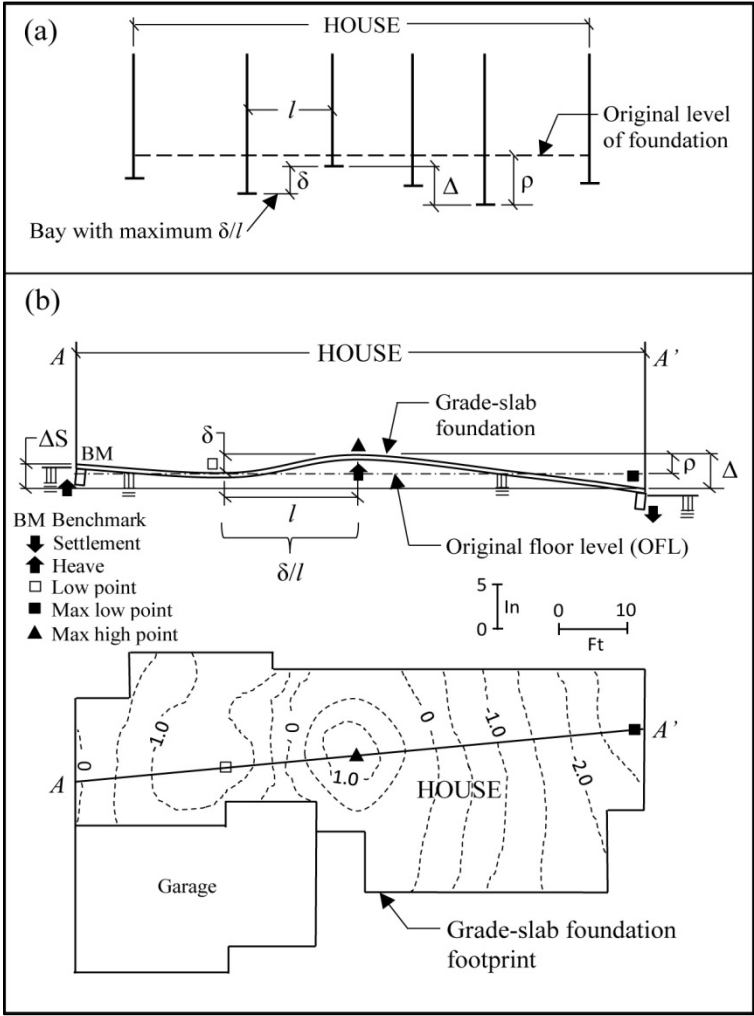 (a)
HOUSE
l
Original level
of foundation
δ
Δ
ρ
Bay with maximum δ/l
(b)
A
HOUSE
A’
Grade-slab
foundation
ΔS
BM
δ
ρ
Δ
l
BM Benchmark
Settlement
Heave
Low point
Max low point
Max high point
δ/l
Original floor level (OFL)
5
0
In
0
10
Ft
0
1.0
0
1.0
0
-1.0
-2.0
A
A’
HOUSE
Garage
Grade-slab foundation
footprint